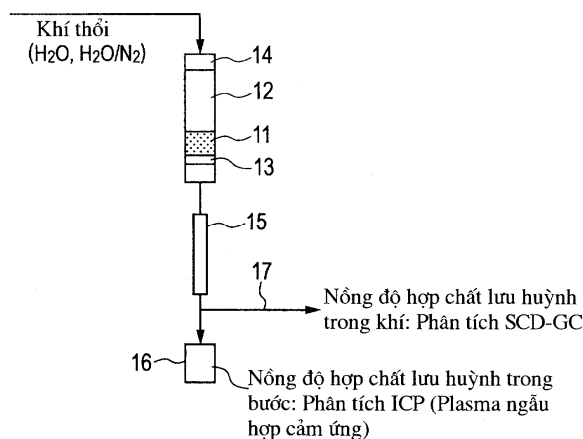 Khí thổi
(H2O, H2O/N2)
14
12
11
13
15
17
Nồng độ hợp chất lưu huỳnh
trong khí: Phân tích SCD-GC
16
Nồng độ hợp chất lưu huỳnh trong
bước: Phân tích ICP (Plasma ngẫu
hợp cảm ứng)